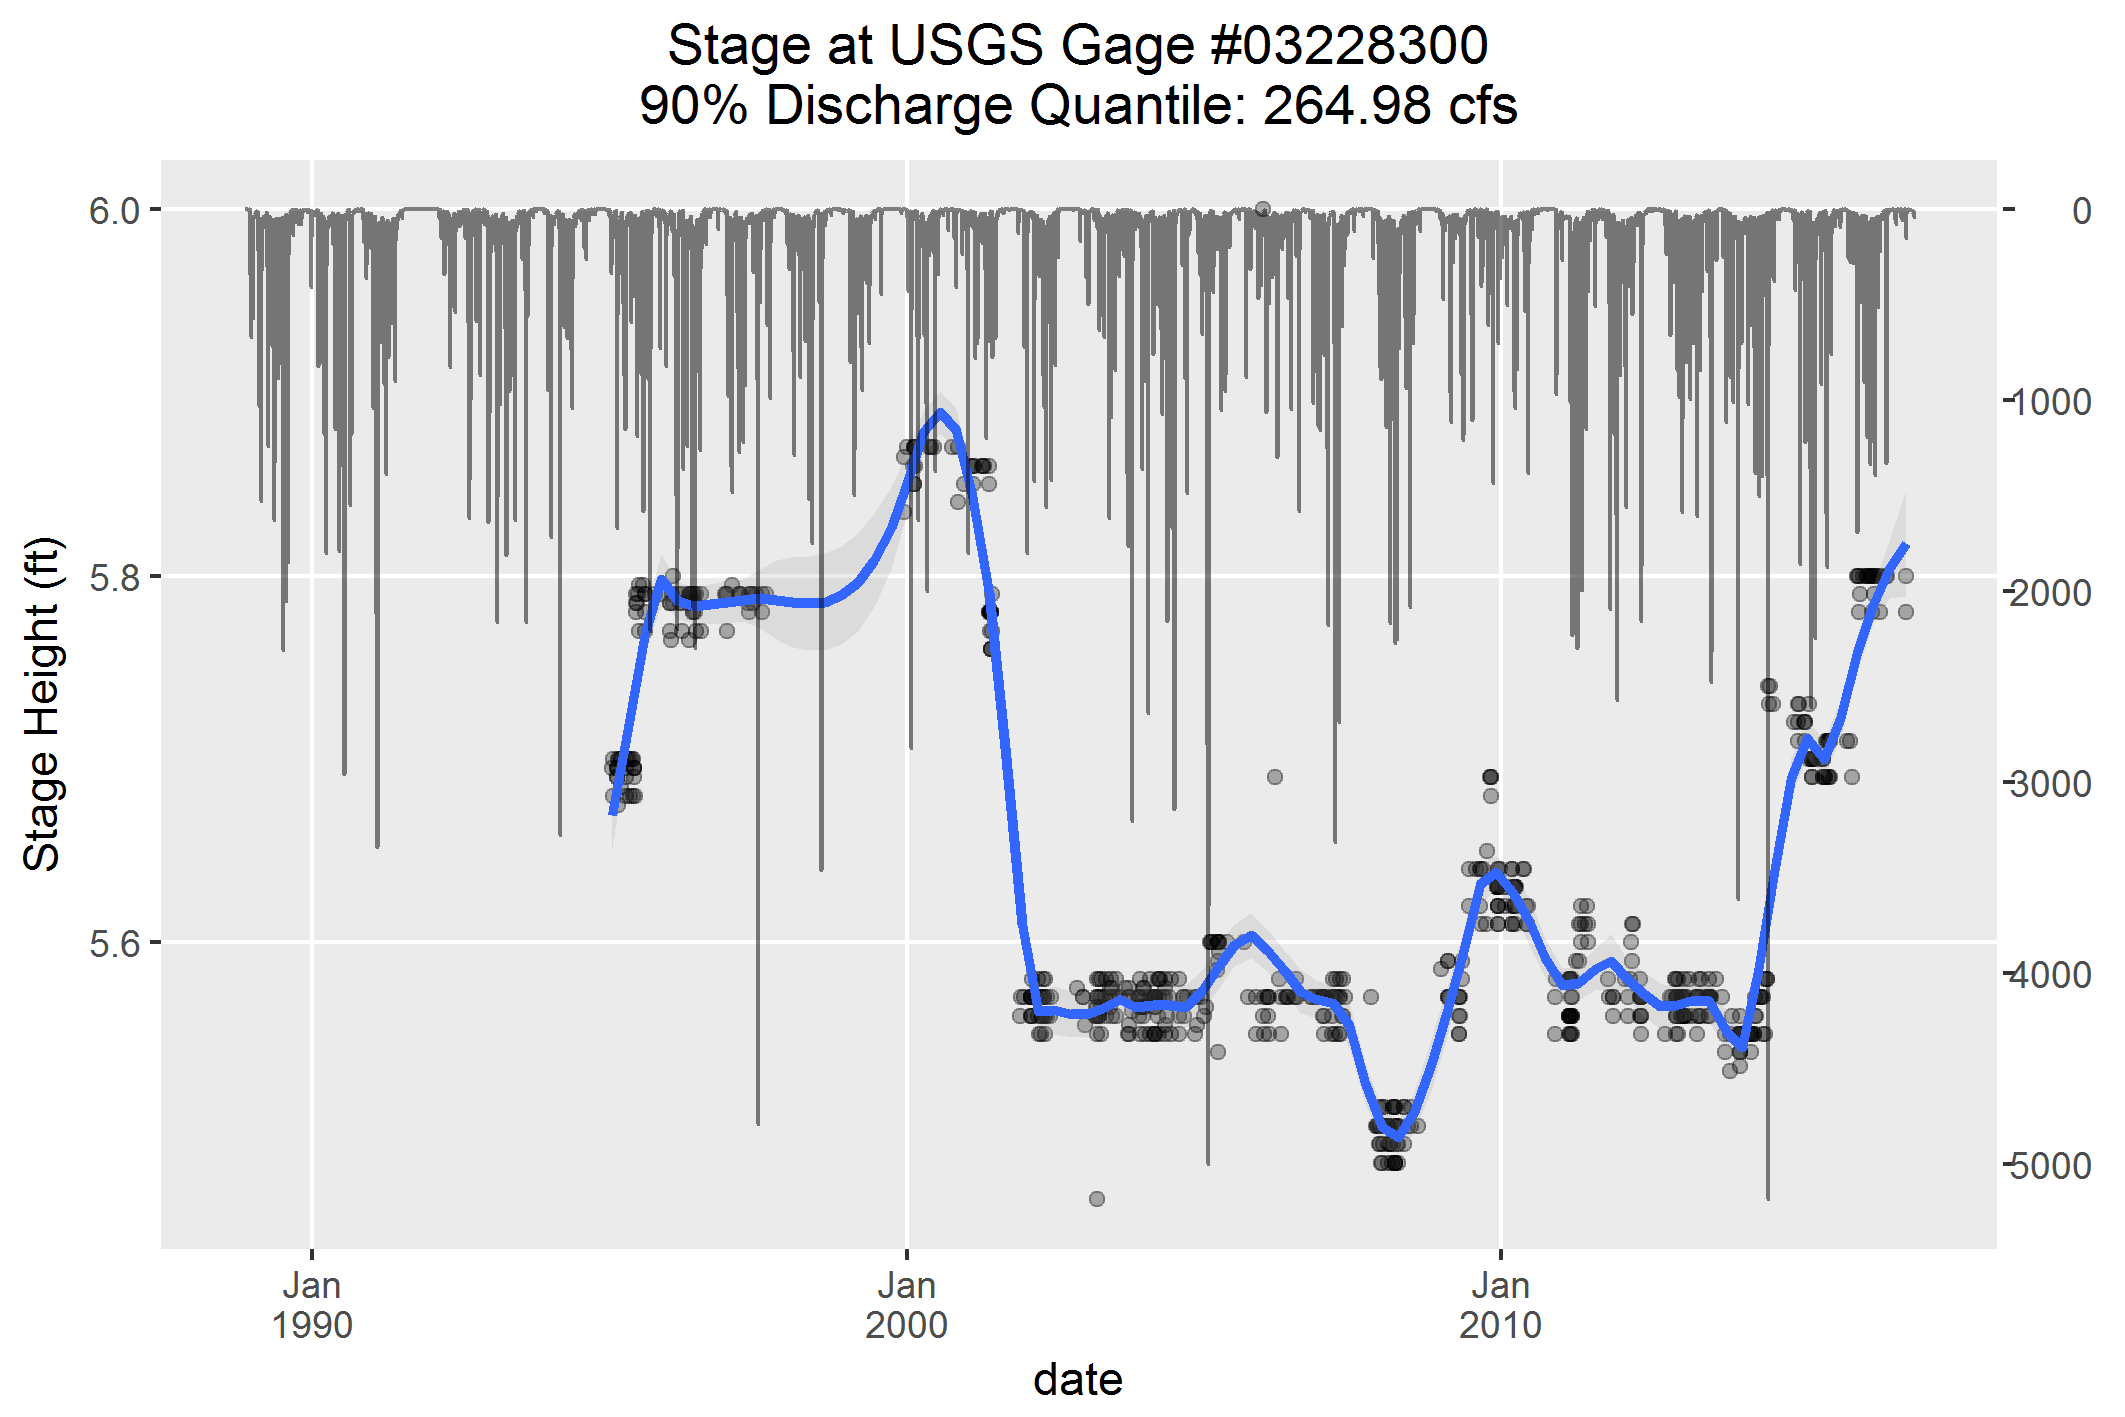 Stage at USGS Gage #03228300
90% Discharge Quantile: 264.98 cfs
Stage Height (ft)
6.0
5.8
5.6
0
1000
2000
3000
4000
5000
Jan
1990
Jan
2000
Jan
2010
date